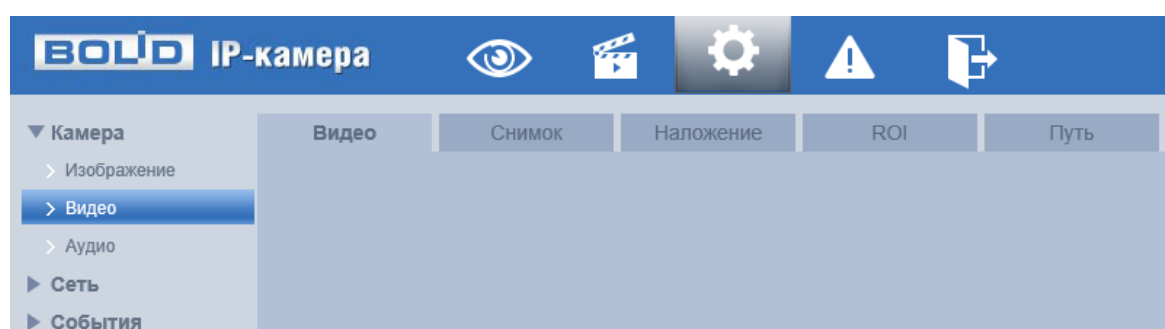 BOLID IP-камера
Камера
Видео
Снимок
Наложение
ROI
Путь
Изображение
Видео
Аудио
Сеть
События